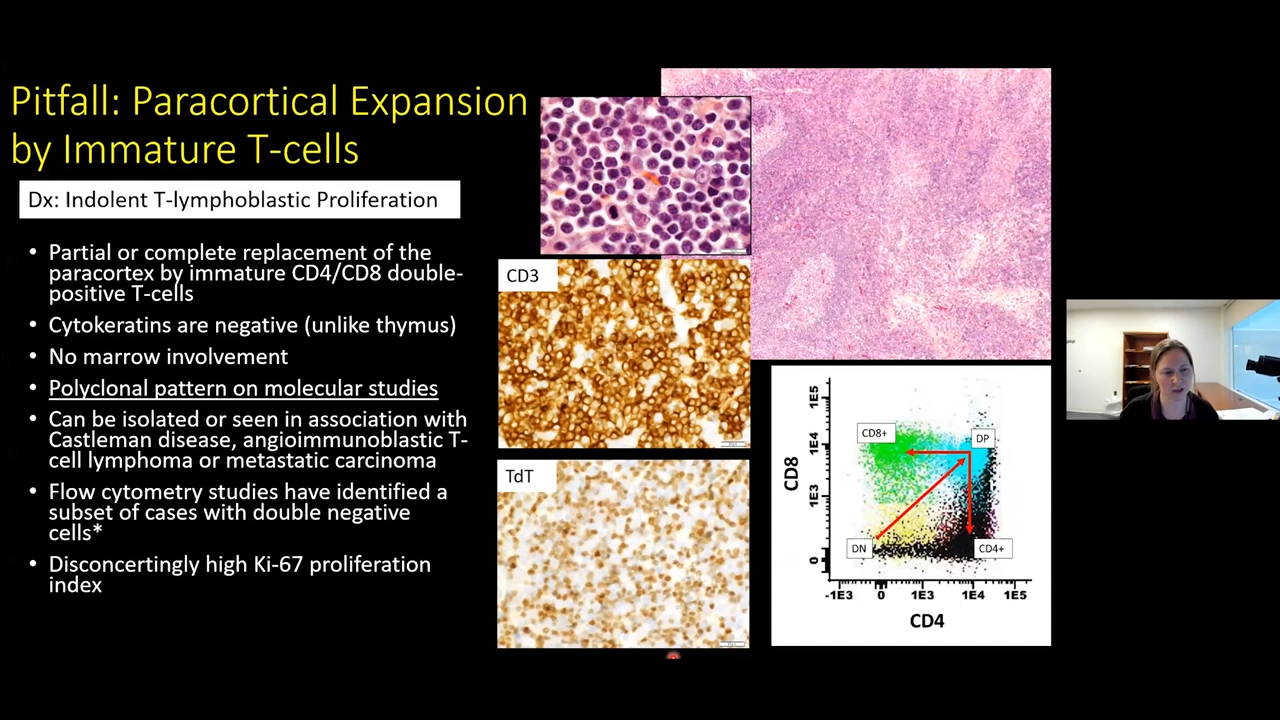 Pitfall: Paracortical Expansion
by Immature T-cells
Dx: Indolent T-lymphoblastic Proliferation
• Partial or complete replacement of the
paracortex by immature CD4/CD8 double-
positive T-cells
• Cytokeratins are negative (unlike thymus)
• No marrow involvement
• Polyclonal pattern on molecular studies
• Can be isolated or seen in association with
Castleman disease, angioimmunoblastic T-
cell lymphoma or metastatic carcinoma
• Flow cytometry studies have identified a
subset of cases with double negative
cells*
• Disconcertingly high Ki-67 proliferation
index
CD3
TdT
CD8
1E5
1E4
1E3
0
CD8+
DP
DN
CD4+
-1E3 0 1E3 1E4 1E5
CD4